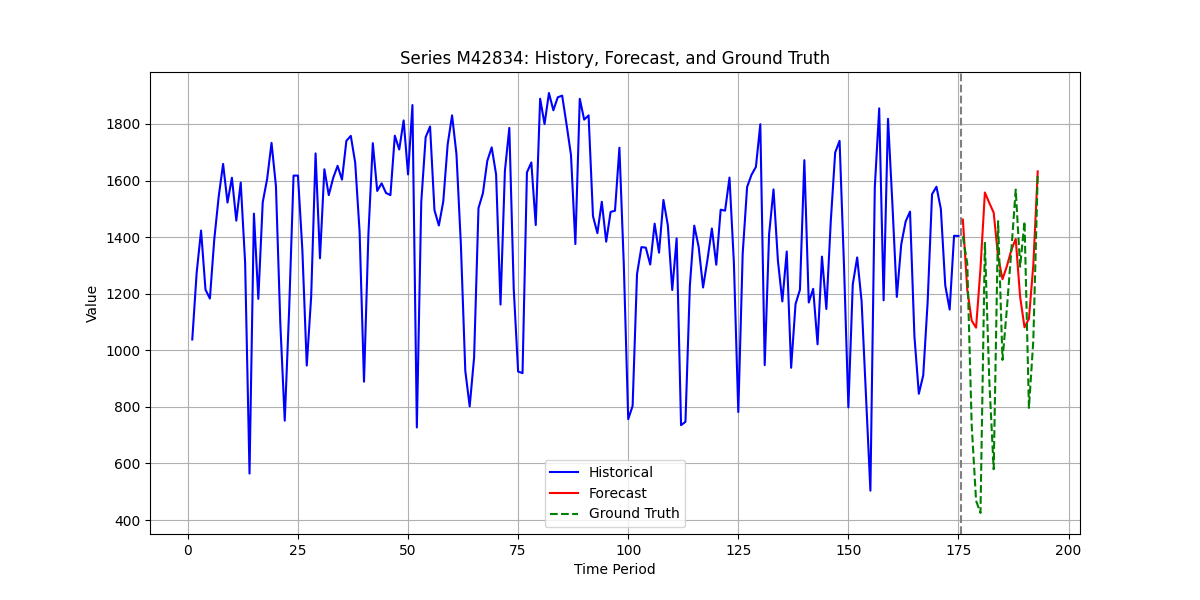 Series M42834: History, Forecast, and Ground Truth
Value
1800
1600
1400
1200
1000
800
600
400
Historical
Forecast
Ground Truth
0 25 50 75 100 125 150 175 200
Time Period